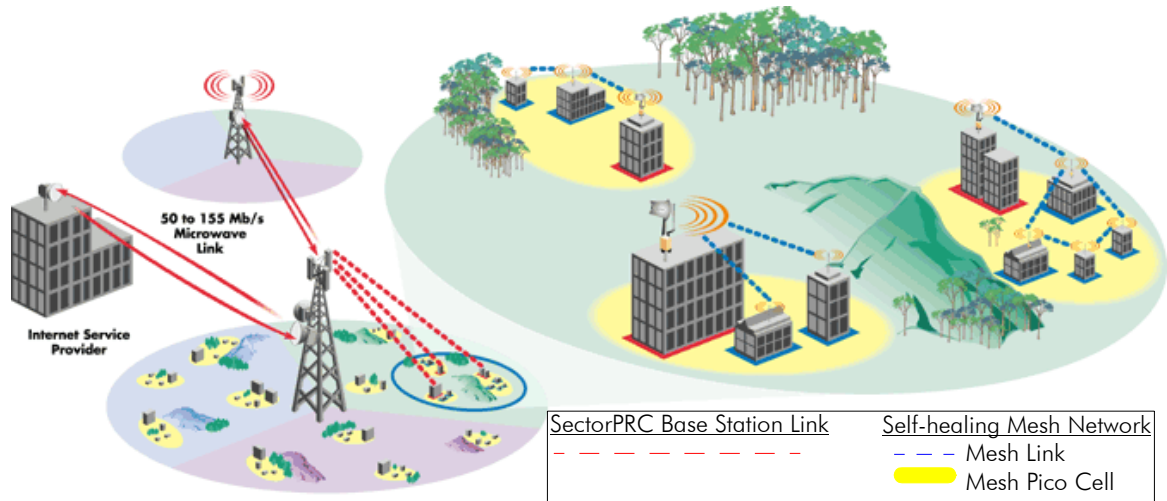 50 to 155 Mb/s
Microwave
Link
Internet Service
Provider
SectorPRC Base Station Link
Self-healing Mesh Network
Mesh Link
Mesh Pico Cell